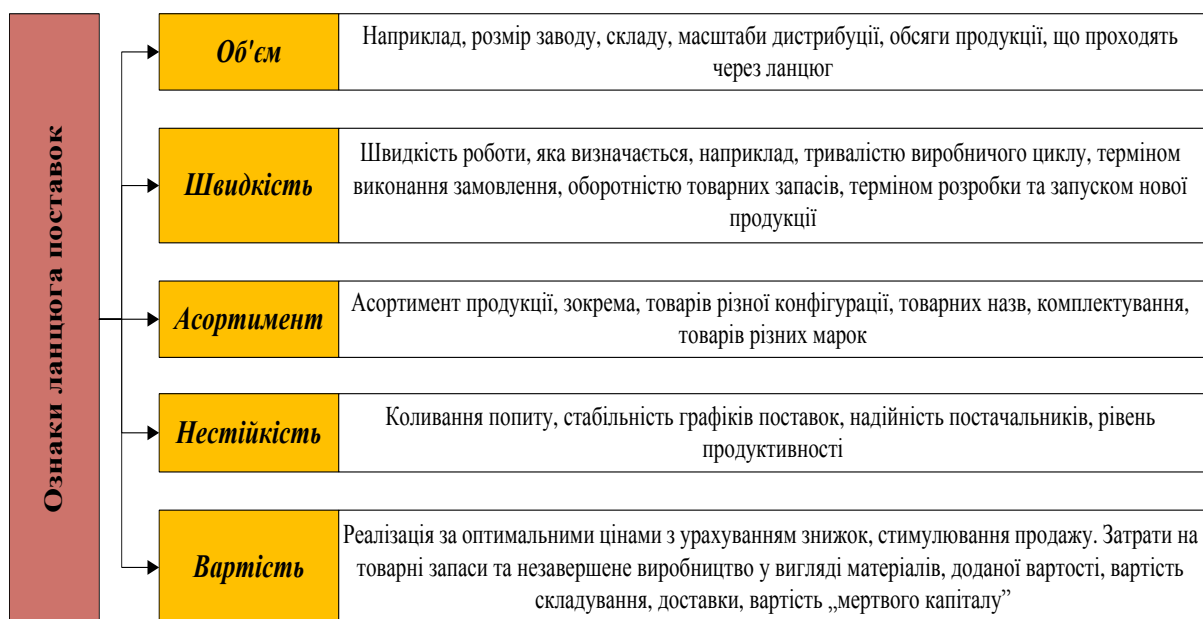 Ознаки ланцюга поставок
Об'єм
Наприклад, розмір заводу, складу, масштаби дистрибуції, обсяги продукції, що проходять
через ланцюг
Швидкість
Швидкість роботи, яка визначається, наприклад, тривалістю виробничого циклу, терміном
виконання замовлення, оборотністю товарних запасів, терміном розробки та запуском нової
продукції
Асортимент
Асортимент продукції, зокрема, товарів різної конфігурації, товарних назв, комплектування,
товарів різних марок
Нестійкість
Коливання попиту, стабільність графіків поставок, надійність постачальників, рівень
продуктивності
Вартість
Реалізація за оптимальними цінами з урахуванням знижок, стимулювання продажу. Затрати на
товарні запаси та незавершене виробництво у вигляді матеріалів, доданої вартості, вартість
складування, доставки, вартість „мертвого капіталу”